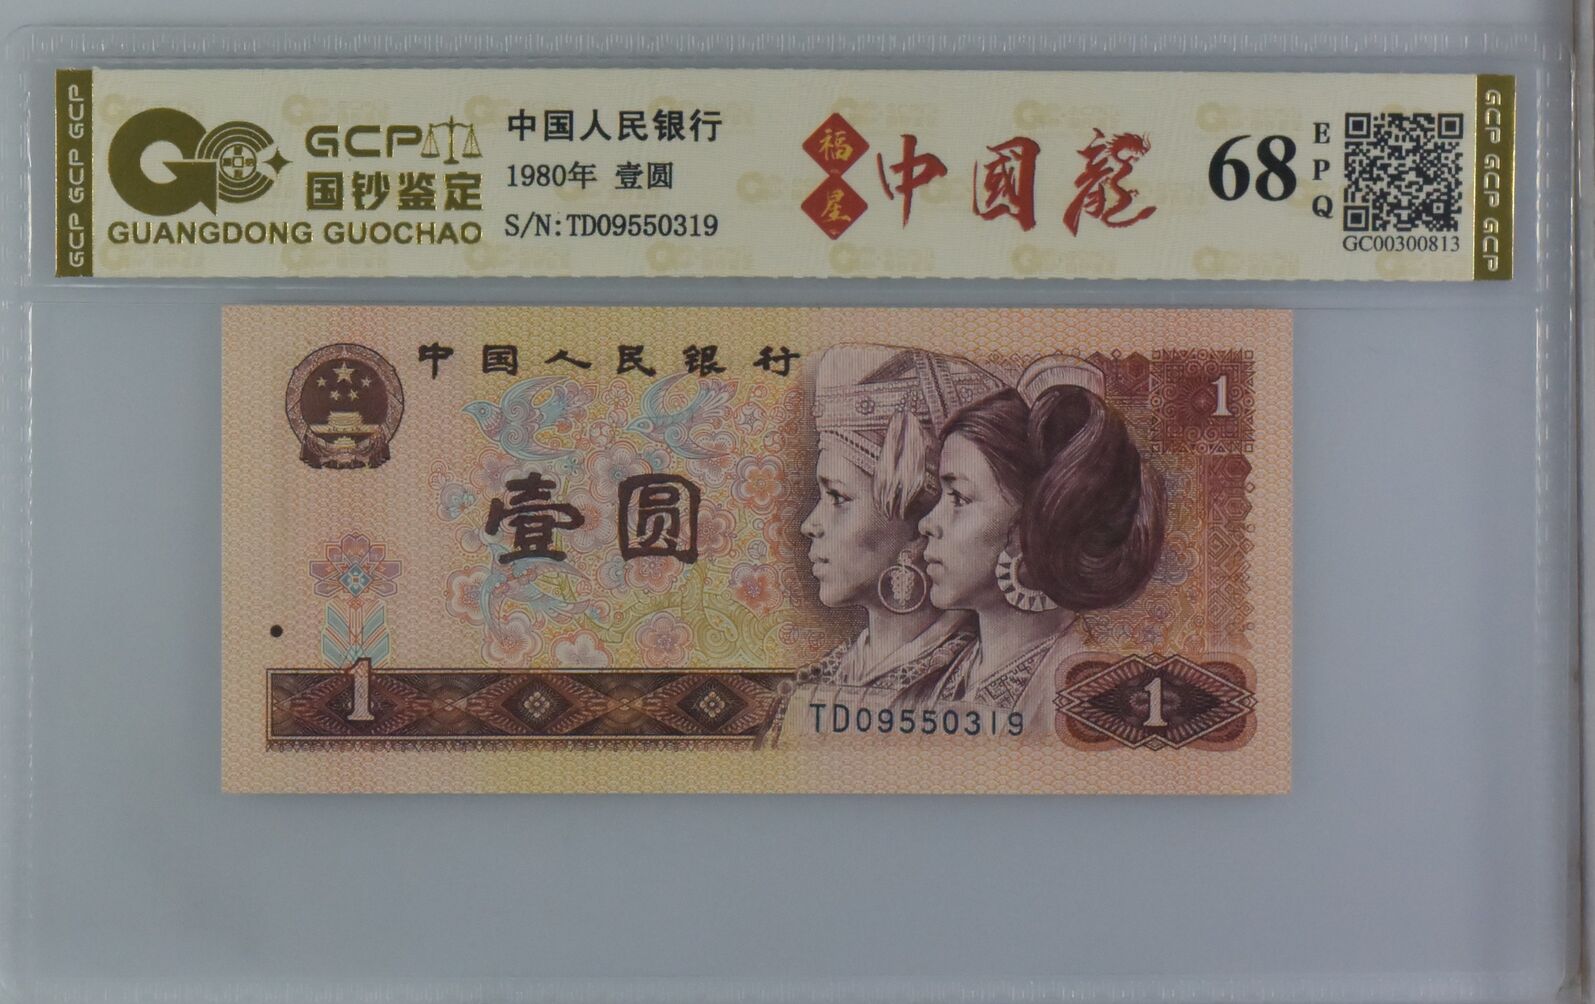 GCP GCP GCP
GCP
国钞鉴定
GUANGDONG GUOCHAO
中国人民银行
1980年 壹圆
S/N:TD09550319
福星
中國龍
68
EPQ
GC00300813
GCP GCP GCP
中国人民银行
1
壹圆
1
TD09550319
1